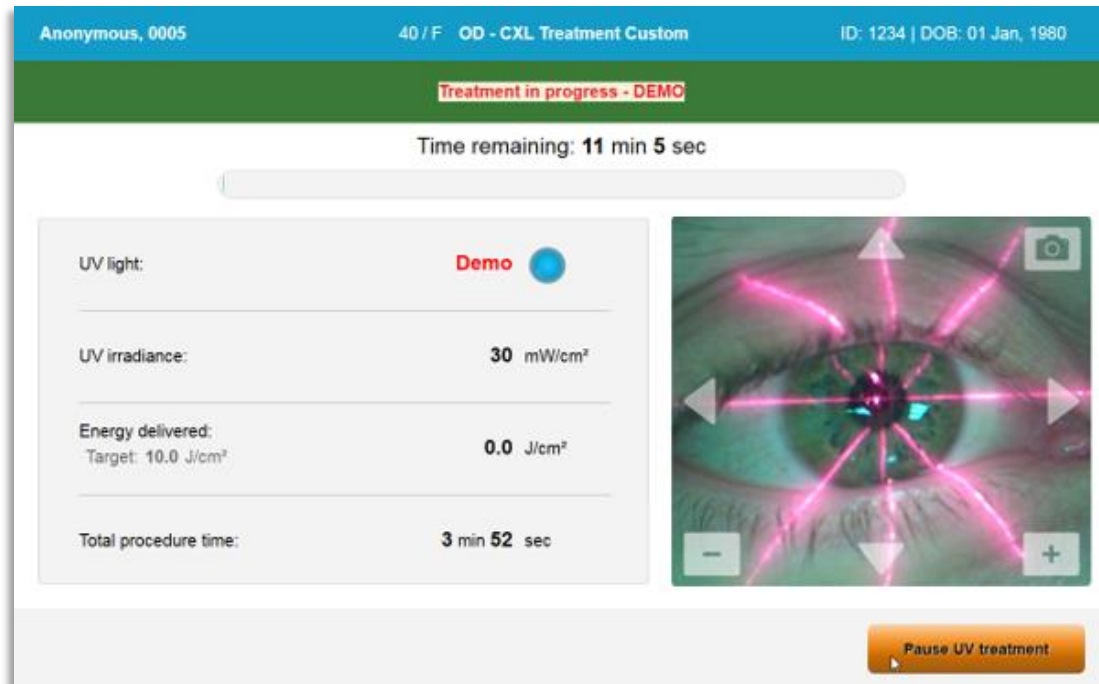 Anonymous, 0005 40 / F OD - CXL Treatment Custom ID: 1234 | DOB: 01 Jan, 1980
Treatment in progress - DEMO
Time remaining: 11 min 5 sec
UV light: Demo
UV irradiance: 30 mW/cm²
Energy delivered: 0.0 J/cm²
Target: 10.0 J/cm²
Total procedure time: 3 min 52 sec
Pause UV treatment